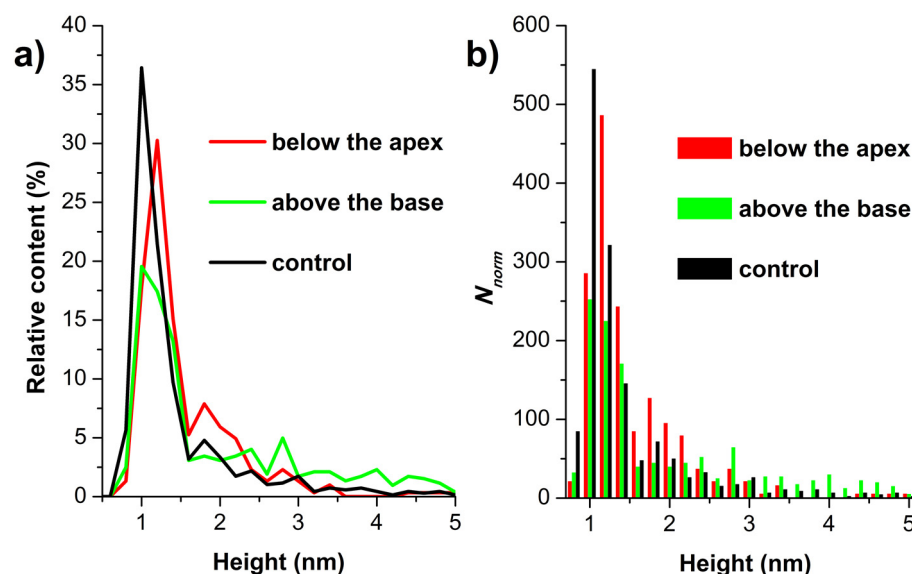 a)
40
35
30
25
20
15
10
5
0
Relative content (%)
below the apex
above the base
control
1
2
3
4
5
Height (nm)
b)
600
500
400
300
200
100
0
Nnorm
below the apex
above the base
control
1
2
3
4
5
Height (nm)